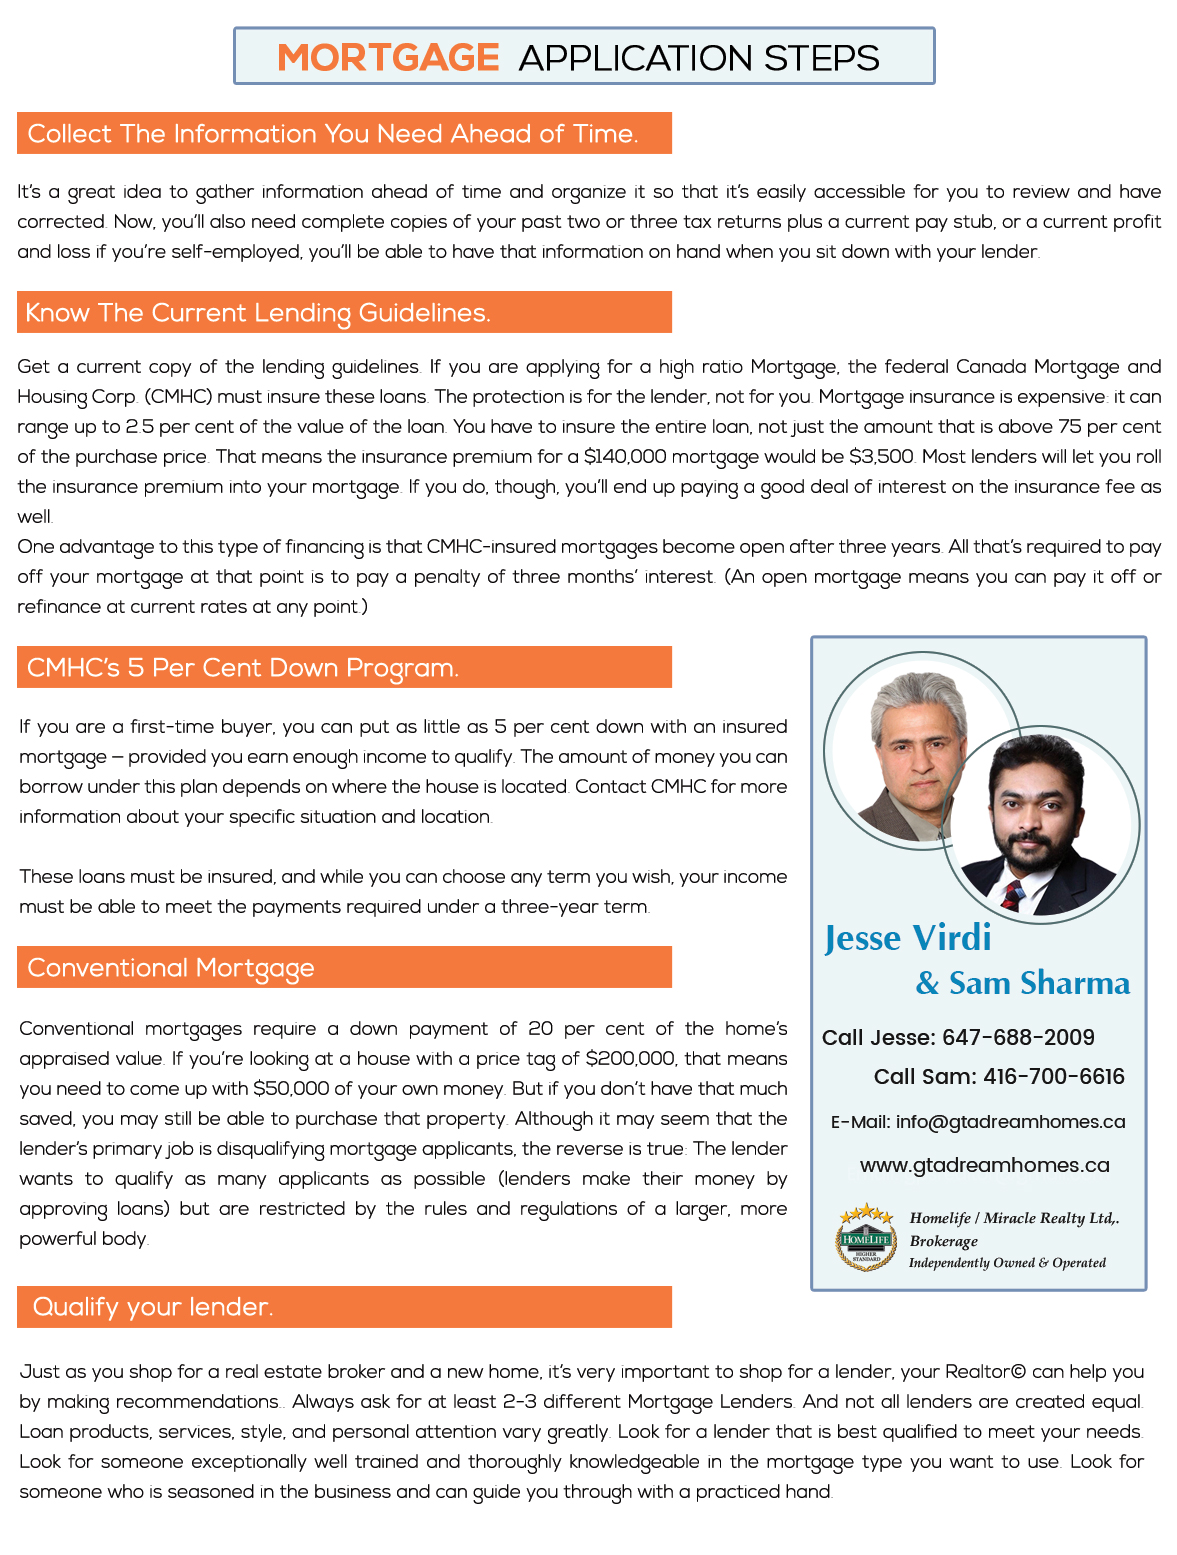 MORTGAGE APPLICATION STEPS
Collect The Information You Need Ahead of Time.
It's a great idea to gather information ahead of time and organize it so that it's easily accessible for you to review and have
corrected. Now, you'll also need complete copies of your past two or three tax returns plus a current pay stub, or a current profit
and loss if you're self-employed, you'll be able to have that information on hand when you sit down with your lender.
Know The Current Lending Guidelines.
Get a current copy of the lending guidelines. If you are applying for a high ratio Mortgage, the federal Canada Mortgage and
Housing Corp. (CMHC) must insure these loans. The protection is for the lender, not for you. Mortgage insurance is expensive: it can
range up to 2.5 per cent of the value of the loan. You have to insure the entire loan, not just the amount that is above 75 per cent
of the purchase price. That means the insurance premium for a $140,000 mortgage would be $3,500. Most lenders will let you roll
the insurance premium into your mortgage. If you do, though, you'll end up paying a good deal of interest on the insurance fee as
well.
One advantage to this type of financing is that CMHC-insured mortgages become open after three years. All that's required to pay
off your mortgage at that point is to pay a penalty of three months' interest. (An open mortgage means you can pay it off or
refinance at current rates at any point.)
CMHC's 5 Per Cent Down Program.
If you are a first-time buyer, you can put as little as 5 per cent down with an insured
mortgage – provided you earn enough income to qualify. The amount of money you can
borrow under this plan depends on where the house is located. Contact CMHC for more
information about your specific situation and location.
These loans must be insured, and while you can choose any term you wish, your income
must be able to meet the payments required under a three-year term.
Conventional Mortgage
Conventional mortgages require a down payment of 20 per cent of the home's
appraised value. If you're looking at a house with a price tag of $200,000, that means
you need to come up with $50,000 of your own money. But if you don't have that much
saved, you may still be able to purchase that property. Although it may seem that the
lender's primary job is disqualifying mortgage applicants, the reverse is true: The lender
wants to qualify as many applicants as possible (lenders make their money by
approving loans) but are restricted by the rules and regulations of a larger, more
powerful body.
Jesse Virdi
& Sam Sharma
Call Jesse: 647-688-2009
Call Sam: 416-700-6616
E-Mail: info@gtadreamhomes.ca
www.gtadreamhomes.ca
HOMELIFE
HIGHER
STANDARD
Homelife / Miracle Realty Ltd,.
Brokerage
Independently Owned & Operated
Qualify your lender.
Just as you shop for a real estate broker and a new home, it's very important to shop for a lender, your Realtor© can help you
by making recommendations.. Always ask for at least 2-3 different Mortgage Lenders. And not all lenders are created equal.
Loan products, services, style, and personal attention vary greatly. Look for a lender that is best qualified to meet your needs.
Look for someone exceptionally well trained and thoroughly knowledgeable in the mortgage type you want to use. Look for
someone who is seasoned in the business and can guide you through with a practiced hand.